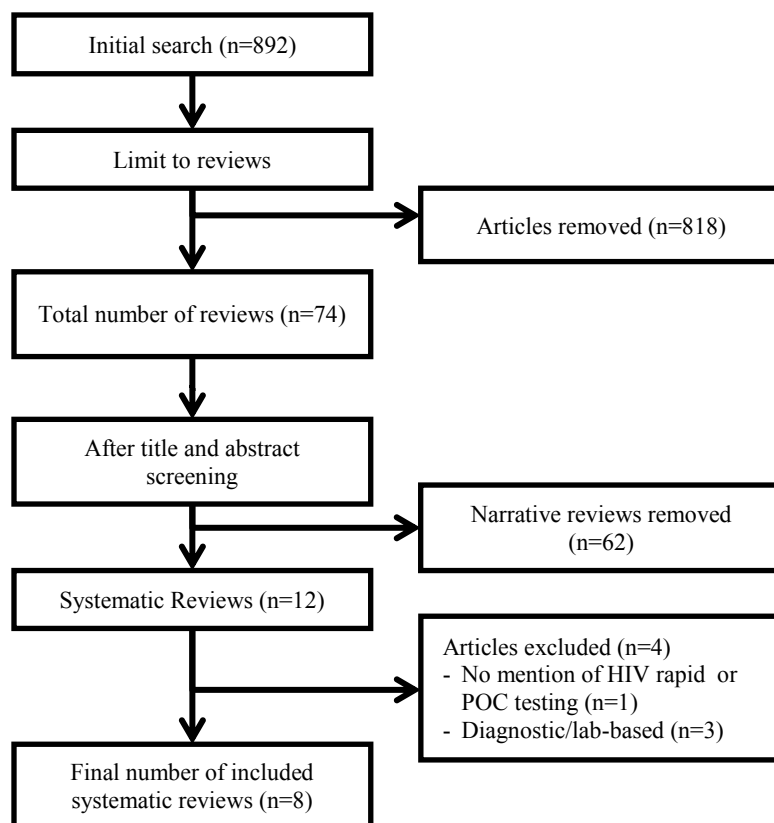 Initial search (n=892)
Limit to reviews
Articles removed (n=818)
Total number of reviews (n=74)
After title and abstract
screening
Narrative reviews removed
(n=62)
Systematic Reviews (n=12)
Articles excluded (n=4)
- No mention of HIV rapid or
POC testing (n=1)
- Diagnostic/lab-based (n=3)
Final number of included
systematic reviews (n=8)